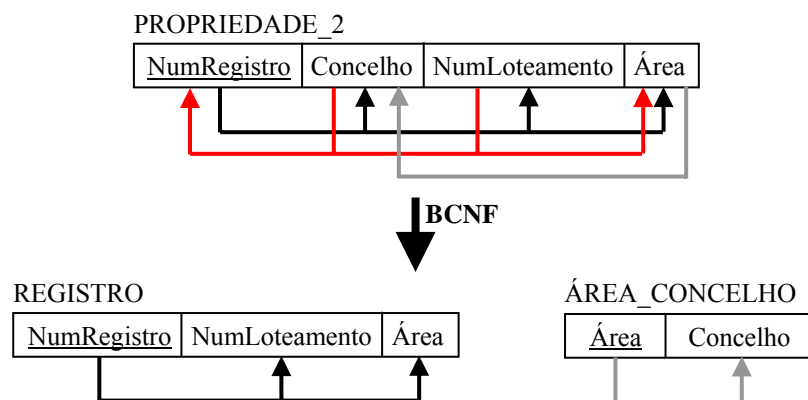 PROPRIEDADE_2
NumRegistro Concelho NumLoteamento Área
BCNF
REGISTRO ÁREA_CONCELHO
NumRegistro NumLoteamento Área Área Concelho